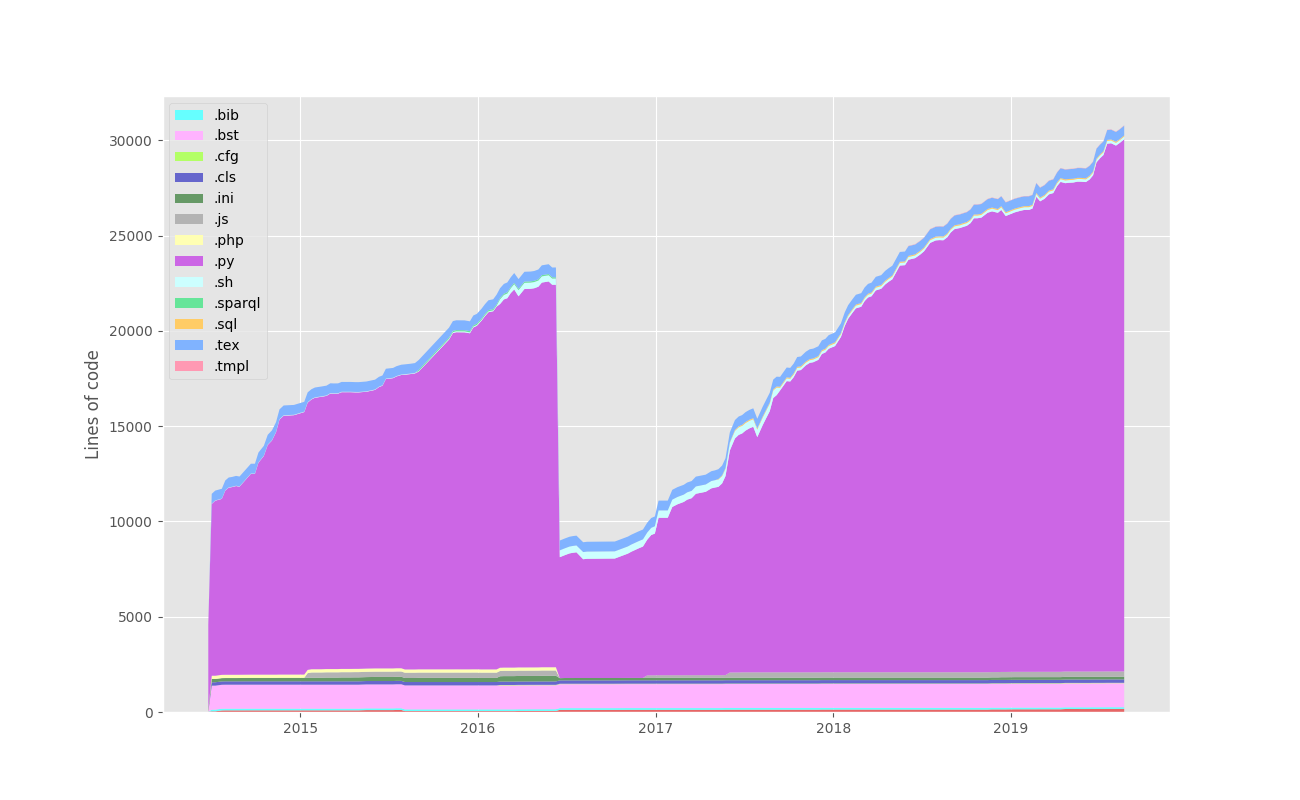 .bib
.bst
.cfg
.cls
.ini
.js
.php
.py
.sh
.sparql
.sql
.tex
.tmpl
Lines of code
30000
25000
20000
15000
10000
5000
0
2015 2016 2017 2018 2019